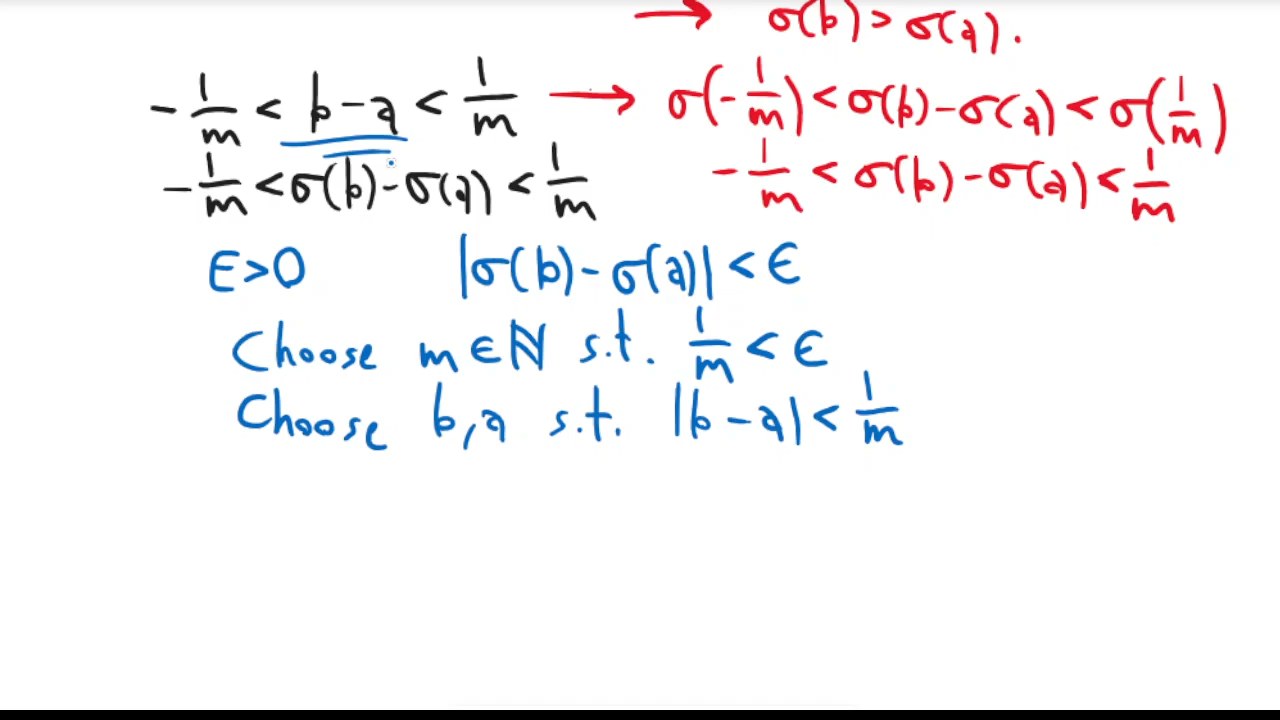 → σ(b) > σ(a).
-1/m < b-a < 1/m → σ(-1/m) < σ(b)-σ(a) < σ(1/m)
-1/m < σ(b)-σ(a) < 1/m -1/m < σ(b)-σ(a) < 1/m
ϵ>0 |σ(b)-σ(a)| < ϵ
Choose m ∈ ℕ s.t. 1/m < ϵ
Choose b,a s.t. |b-a| < 1/m